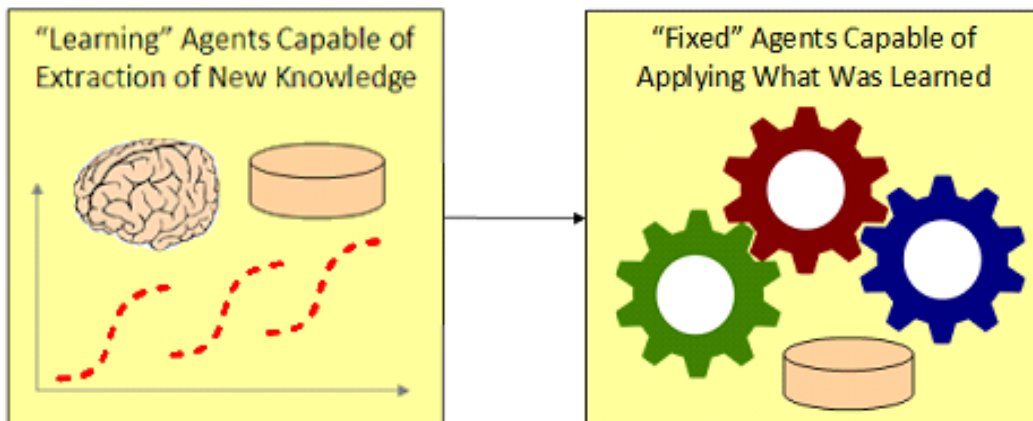 “Learning” Agents Capable of
Extraction of New Knowledge
“Fixed” Agents Capable of
Applying What Was Learned